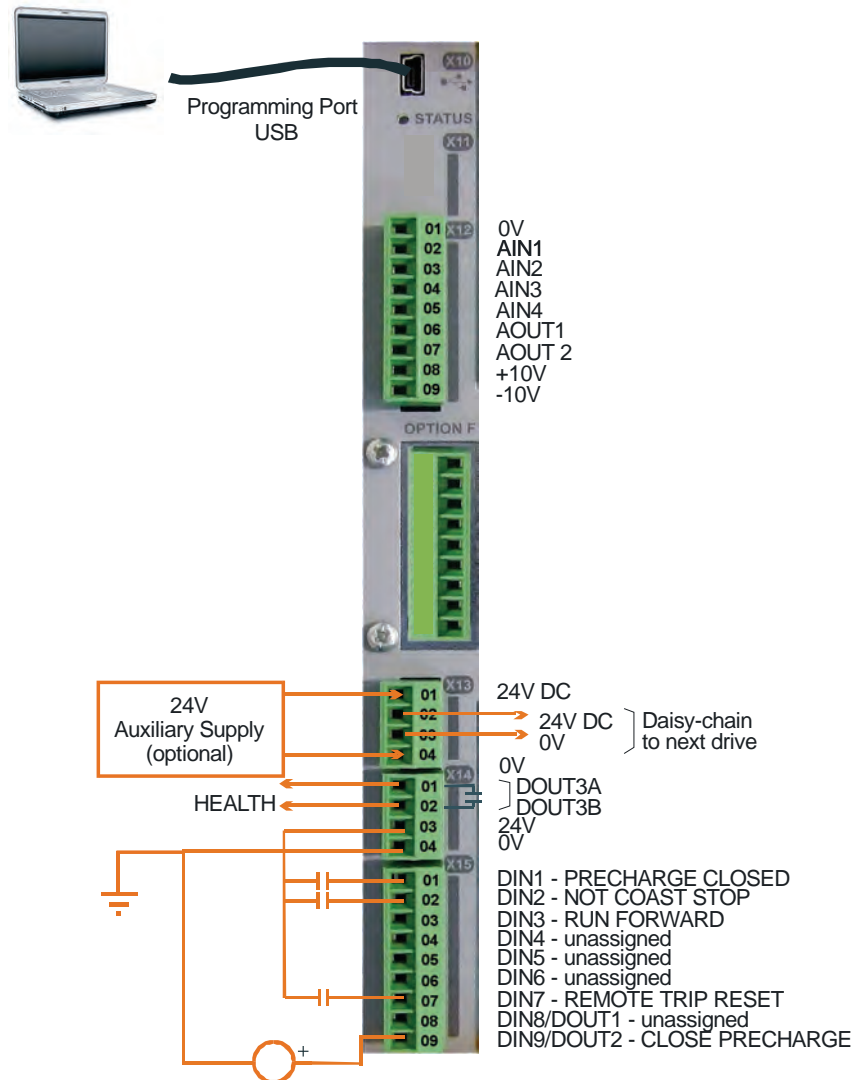 X10
Programming Port
USB
STATUS
X11
X12
01 0V
02 AIN1
03 AIN2
04 AIN3
05 AIN4
06 AOUT1
07 AOUT 2
08 +10V
09 -10V
OPTION F
X13
24V
Auxiliary Supply
(optional)
01 24V DC
02 24V DC
03 0V
Daisy-chain
to next drive
04 0V
X14
HEALTH
01 DOUT3A
02 DOUT3B
03 24V
04 0V
X15
01 DIN1 - PRECHARGE CLOSED
02 DIN2 - NOT COAST STOP
03 DIN3 - RUN FORWARD
04 DIN4 - unassigned
05 DIN5 - unassigned
06 DIN6 - unassigned
07 DIN7 - REMOTE TRIP RESET
08 DIN8/DOUT1 - unassigned
09 DIN9/DOUT2 - CLOSE PRECHARGE
+